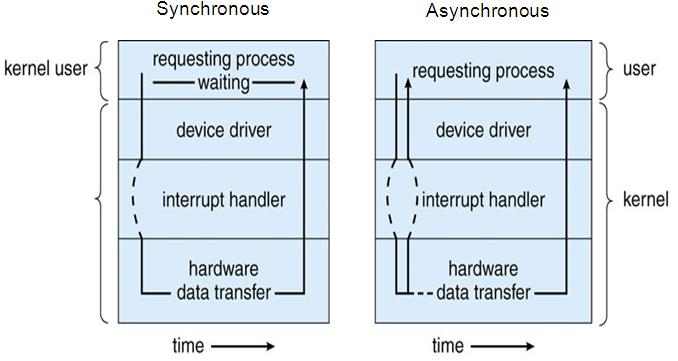 Synchronous
Asynchronous
kernel user
requesting process
waiting
device driver
interrupt handler
hardware
data transfer
time
requesting process
device driver
interrupt handler
hardware
data transfer
time
user
kernel